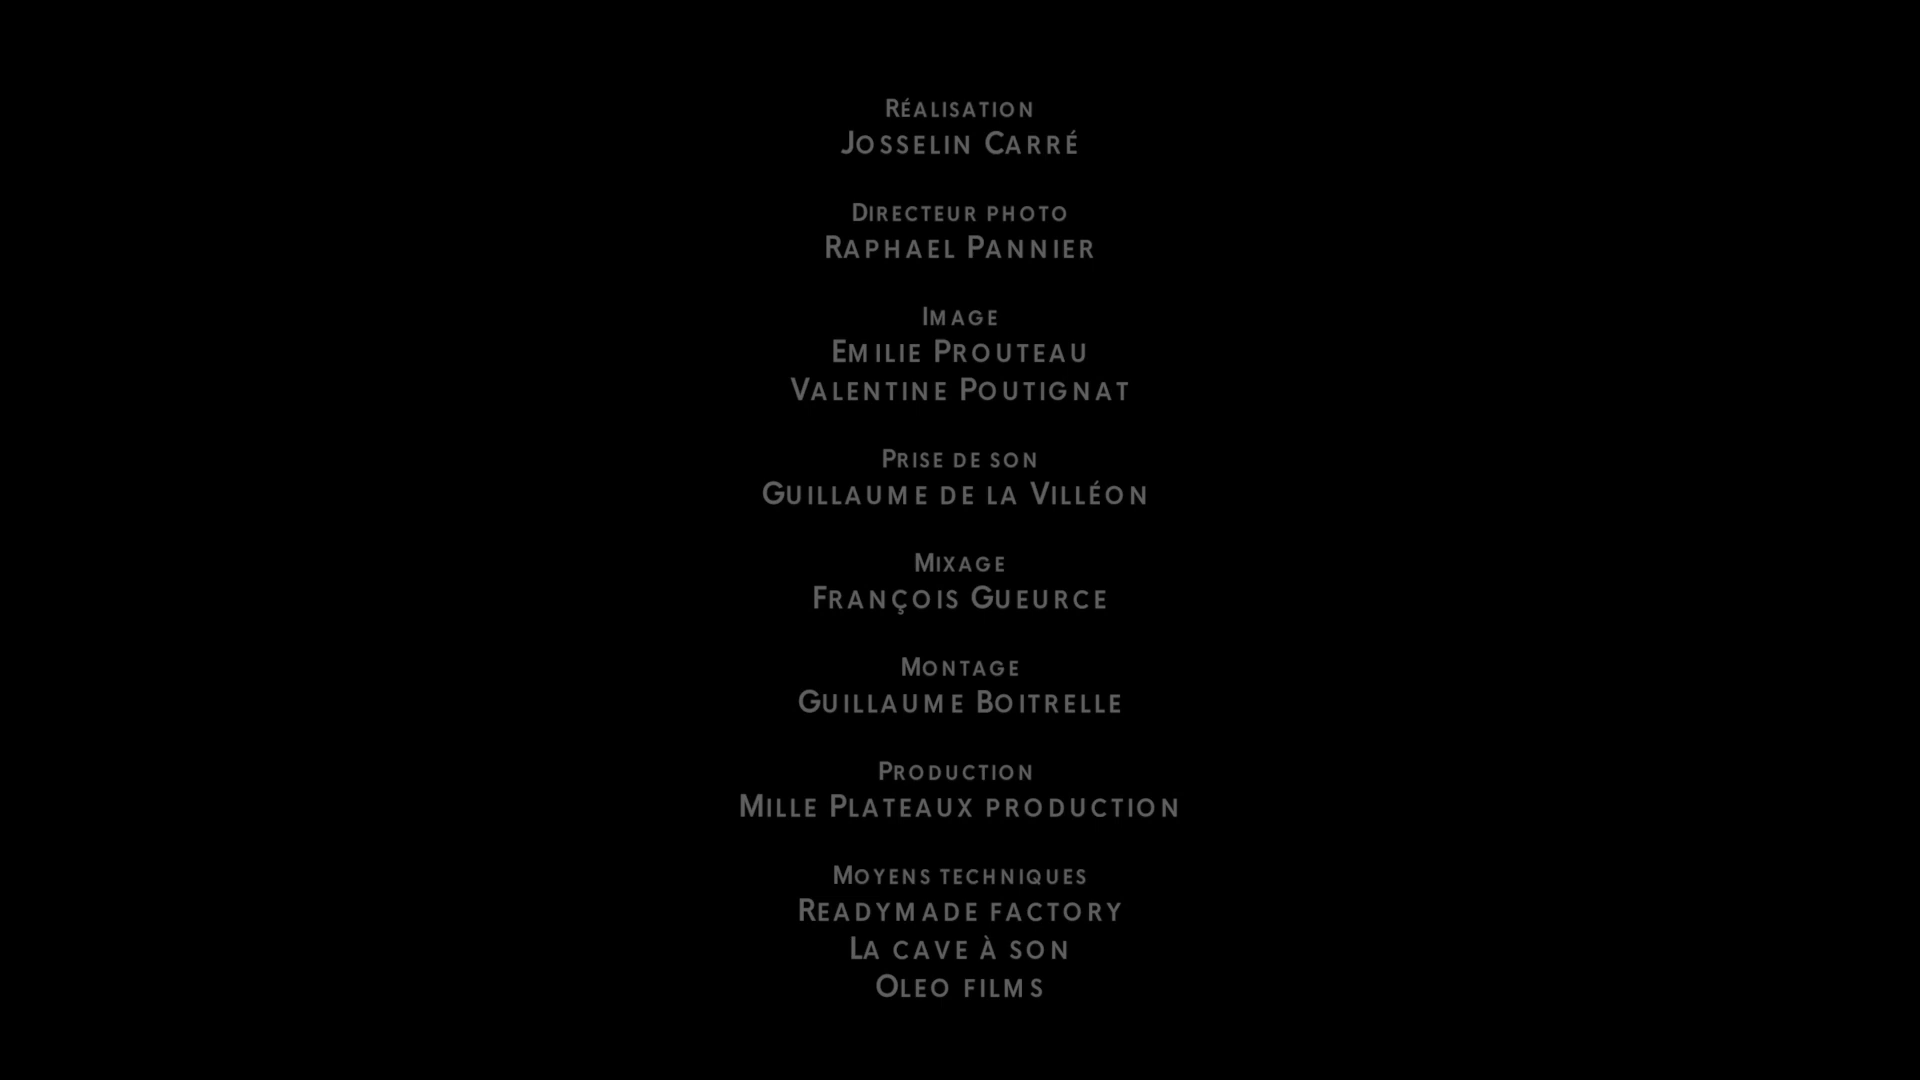 Réalisation
Josselin Carré
Directeur photo
Raphael Pannier
Image
Emilie Prouteau
Valentine Poutignat
Prise de son
Guillaume de la Villéon
Mixage
François Gueurce
Montage
Guillaume Boitrelle
Production
Mille Plateaux production
Moyens techniques
Readymade factory
La cave à son
Oleo films